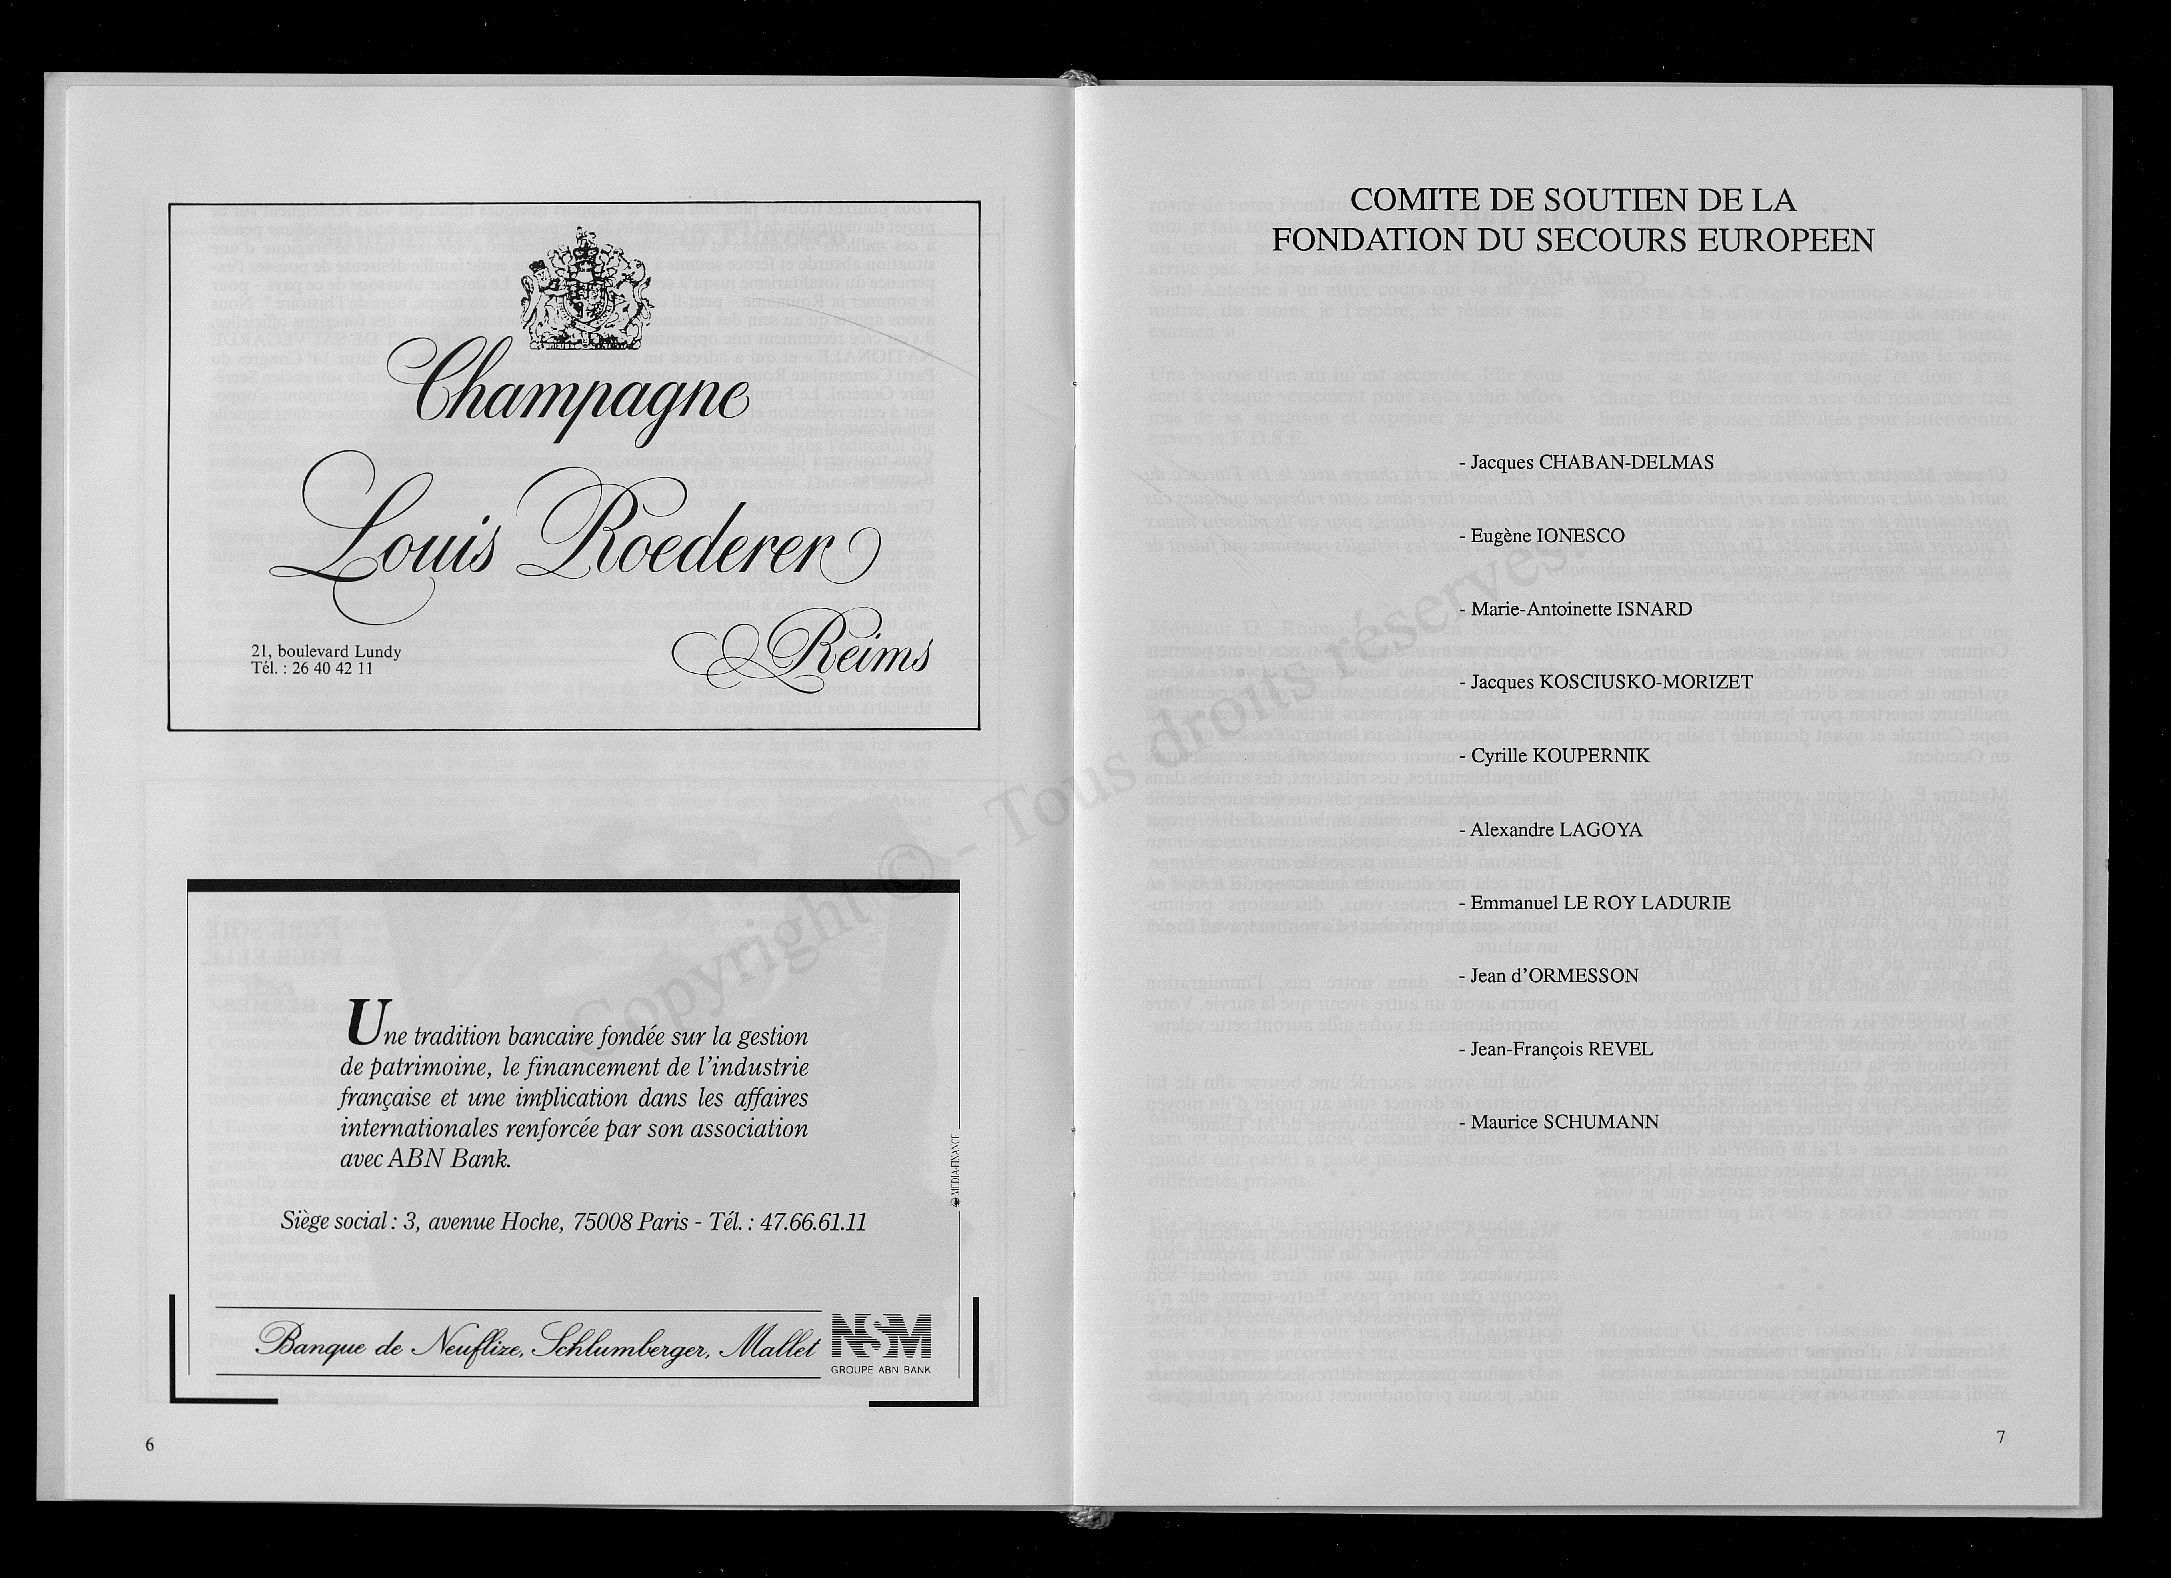 Champagne
Louis Roederer
Reims
21, boulevard Lundy
Tél. : 26 40 42 11
Une tradition bancaire fondée sur la gestion
de patrimoine, le financement de l'industrie
française et une implication dans les affaires
internationales renforcée par son association
avec ABN Bank.
MEDIA-FINANCE
Siège social : 3, avenue Hoche, 75008 Paris - Tél. : 47.66.61.11
Banque de Neuflize, Schlumberger, Mallet
NSM
GROUPE ABN BANK
6
COMITE DE SOUTIEN DE LA
FONDATION DU SECOURS EUROPEEN
- Jacques CHABAN-DELMAS
- Eugène IONESCO
- Marie-Antoinette ISNARD
- Jacques KOSCIUSKO-MORIZET
- Cyrille KOUPERNIK
- Alexandre LAGOYA
- Emmanuel LE ROY LADURIE
- Jean d'ORMESSON
- Jean-François REVEL
- Maurice SCHUMANN
7
Copyright © - Tous droits réservés.